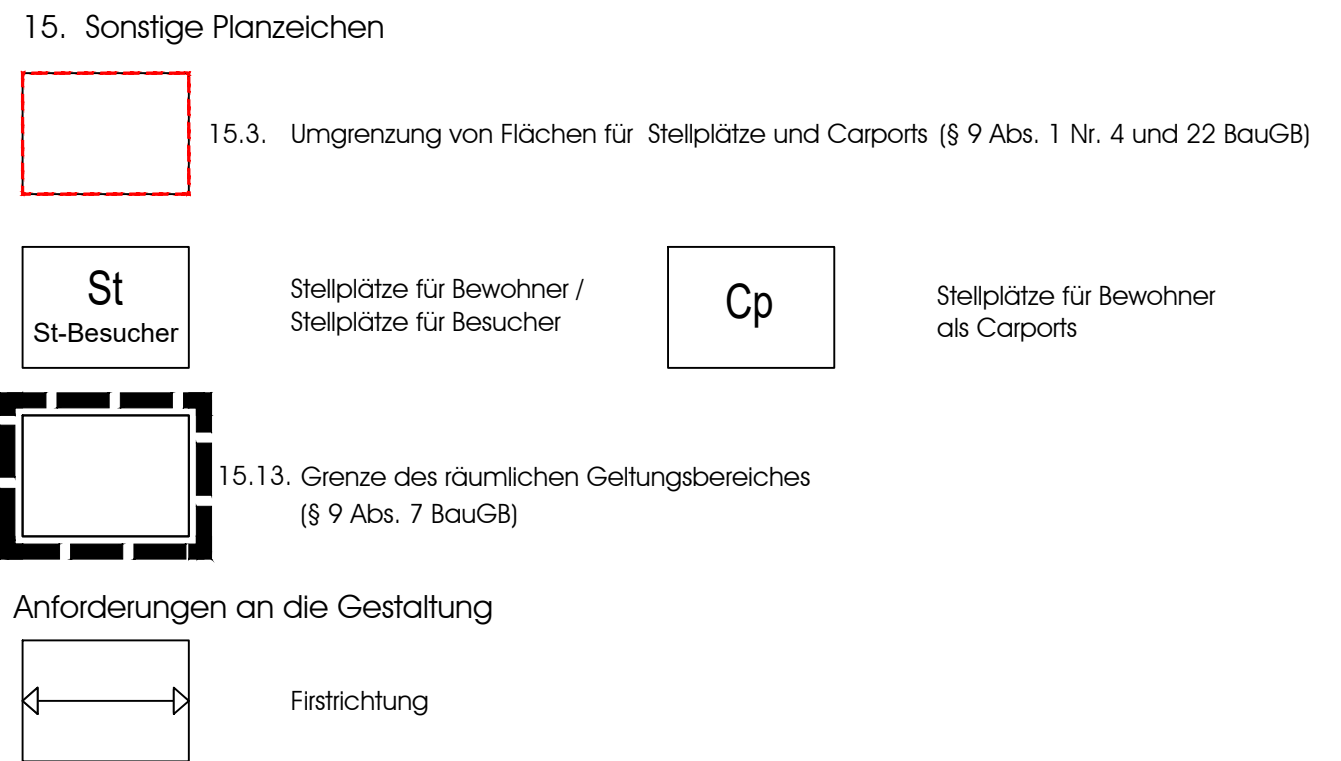 15. Sonstige Planzeichen
15.3. Umgrenzung von Flächen für Stellplätze und Carports (§ 9 Abs. 1 Nr. 4 und 22 BauGB)
St
St-Besucher
Stellplätze für Bewohner /
Stellplätze für Besucher
Cp
Stellplätze für Bewohner
als Carports
15.13. Grenze des räumlichen Geltungsbereiches
(§ 9 Abs. 7 BauGB)
Anforderungen an die Gestaltung
Firstrichtung